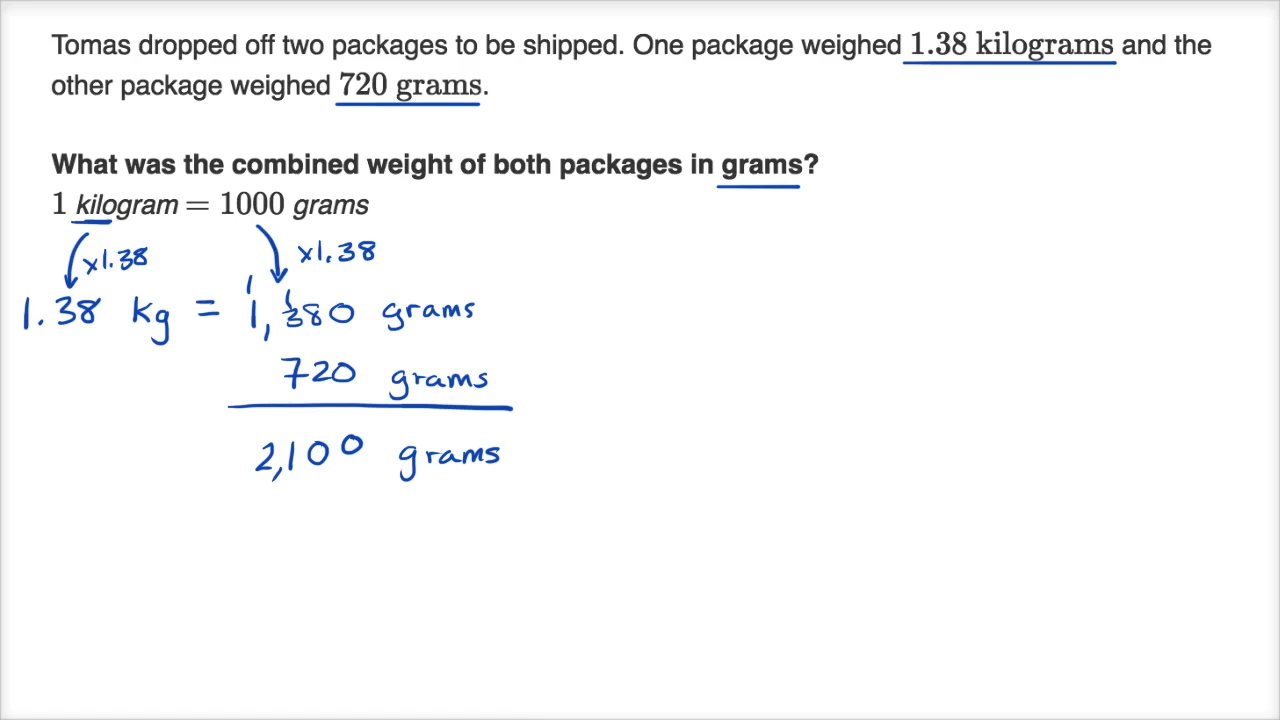 Tomas dropped off two packages to be shipped. One package weighed 1.38 kilograms and the
other package weighed 720 grams.
What was the combined weight of both packages in grams?
1 kilogram = 1000 grams
x1.38 x1.38
1 1
1.38 kg = 1,380 grams
720 grams
2,100 grams